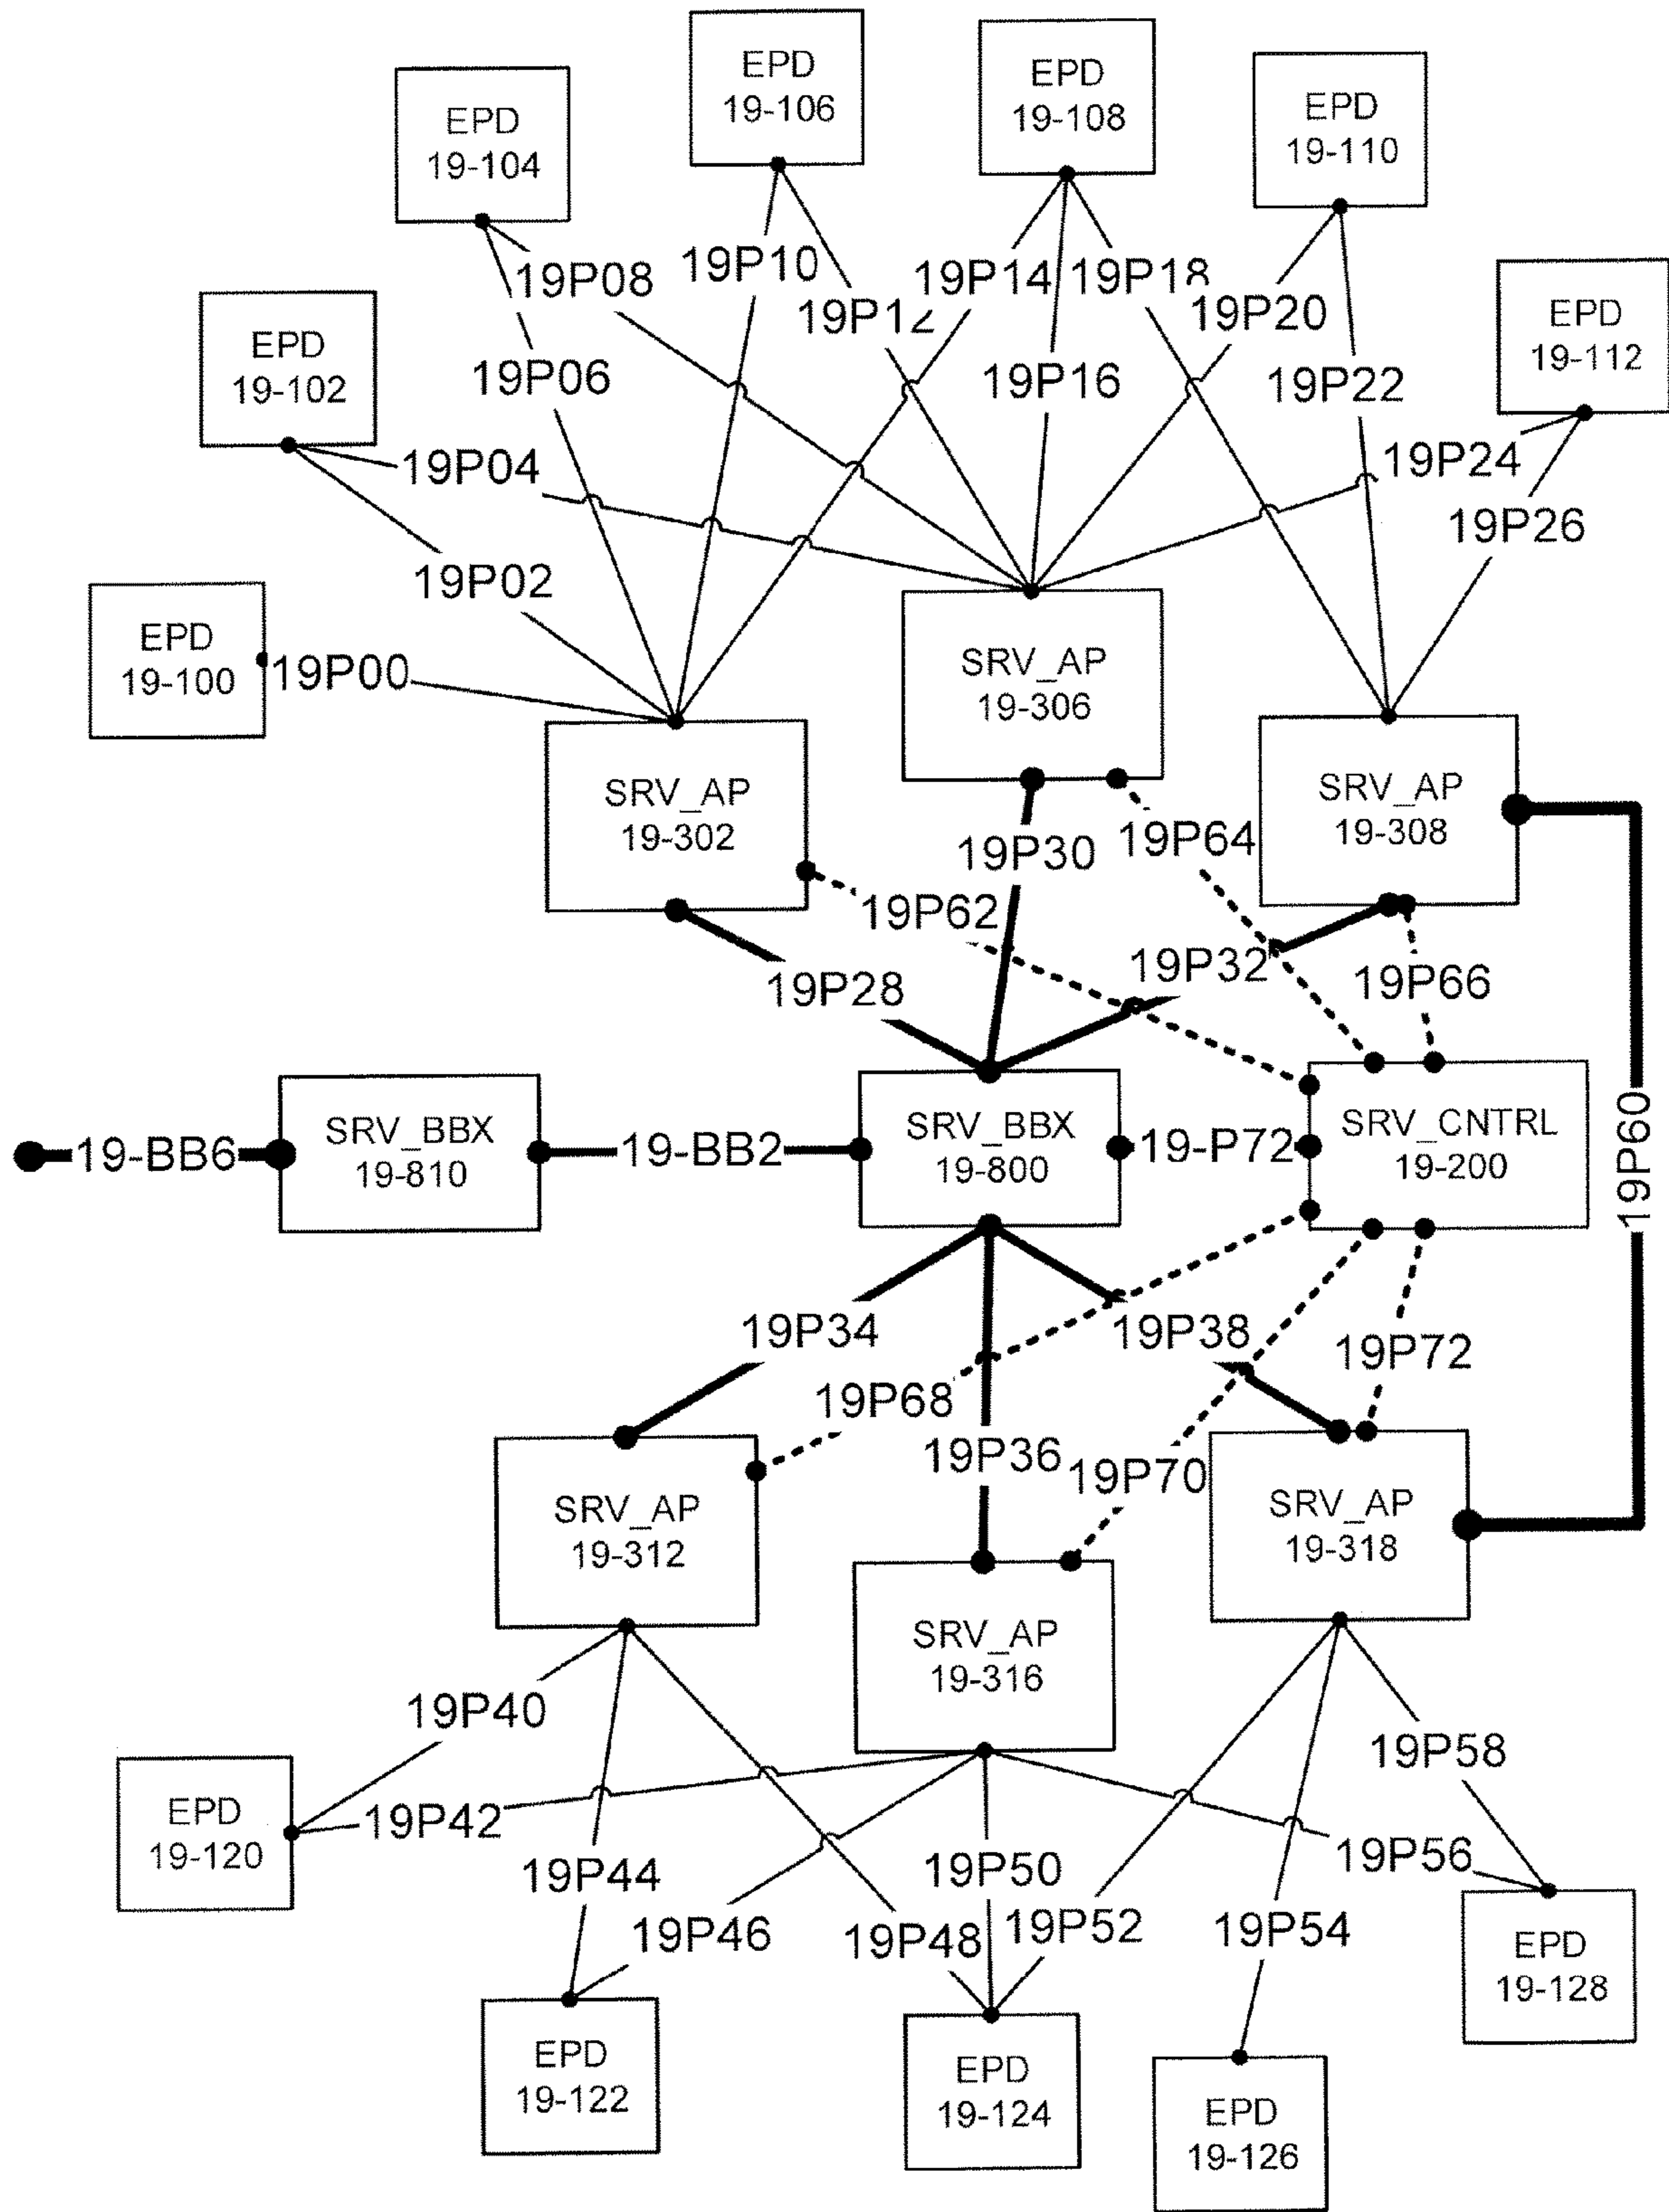 EPD
19-106
EPD
19-108
EPD
19-110
EPD
19-104
19P08
19P10
19P14
19P18
19P12
19P20
EPD
19-112
EPD
19-102
19P06
19P16
19P22
19P04
19P24
19P02
19P26
EPD
19-100
19P00
SRV_AP
19-306
SRV_AP
19-302
SRV_AP
19-308
19P30
19P64
19P62
19P32
19P28
19P66
19-BB6
SRV_BBX
19-810
19-BB2
SRV_BBX
19-800
19-P72
SRV_CNTRL
19-200
19P60
19P34
19P38
19P72
19P68
19P36
19P70
SRV_AP
19-312
SRV_AP
19-318
SRV_AP
19-316
19P40
19P58
19P42
EPD
19-120
19P44
19P50
19P56
19P46
19P48
19P52
19P54
EPD
19-128
EPD
19-122
EPD
19-124
EPD
19-126